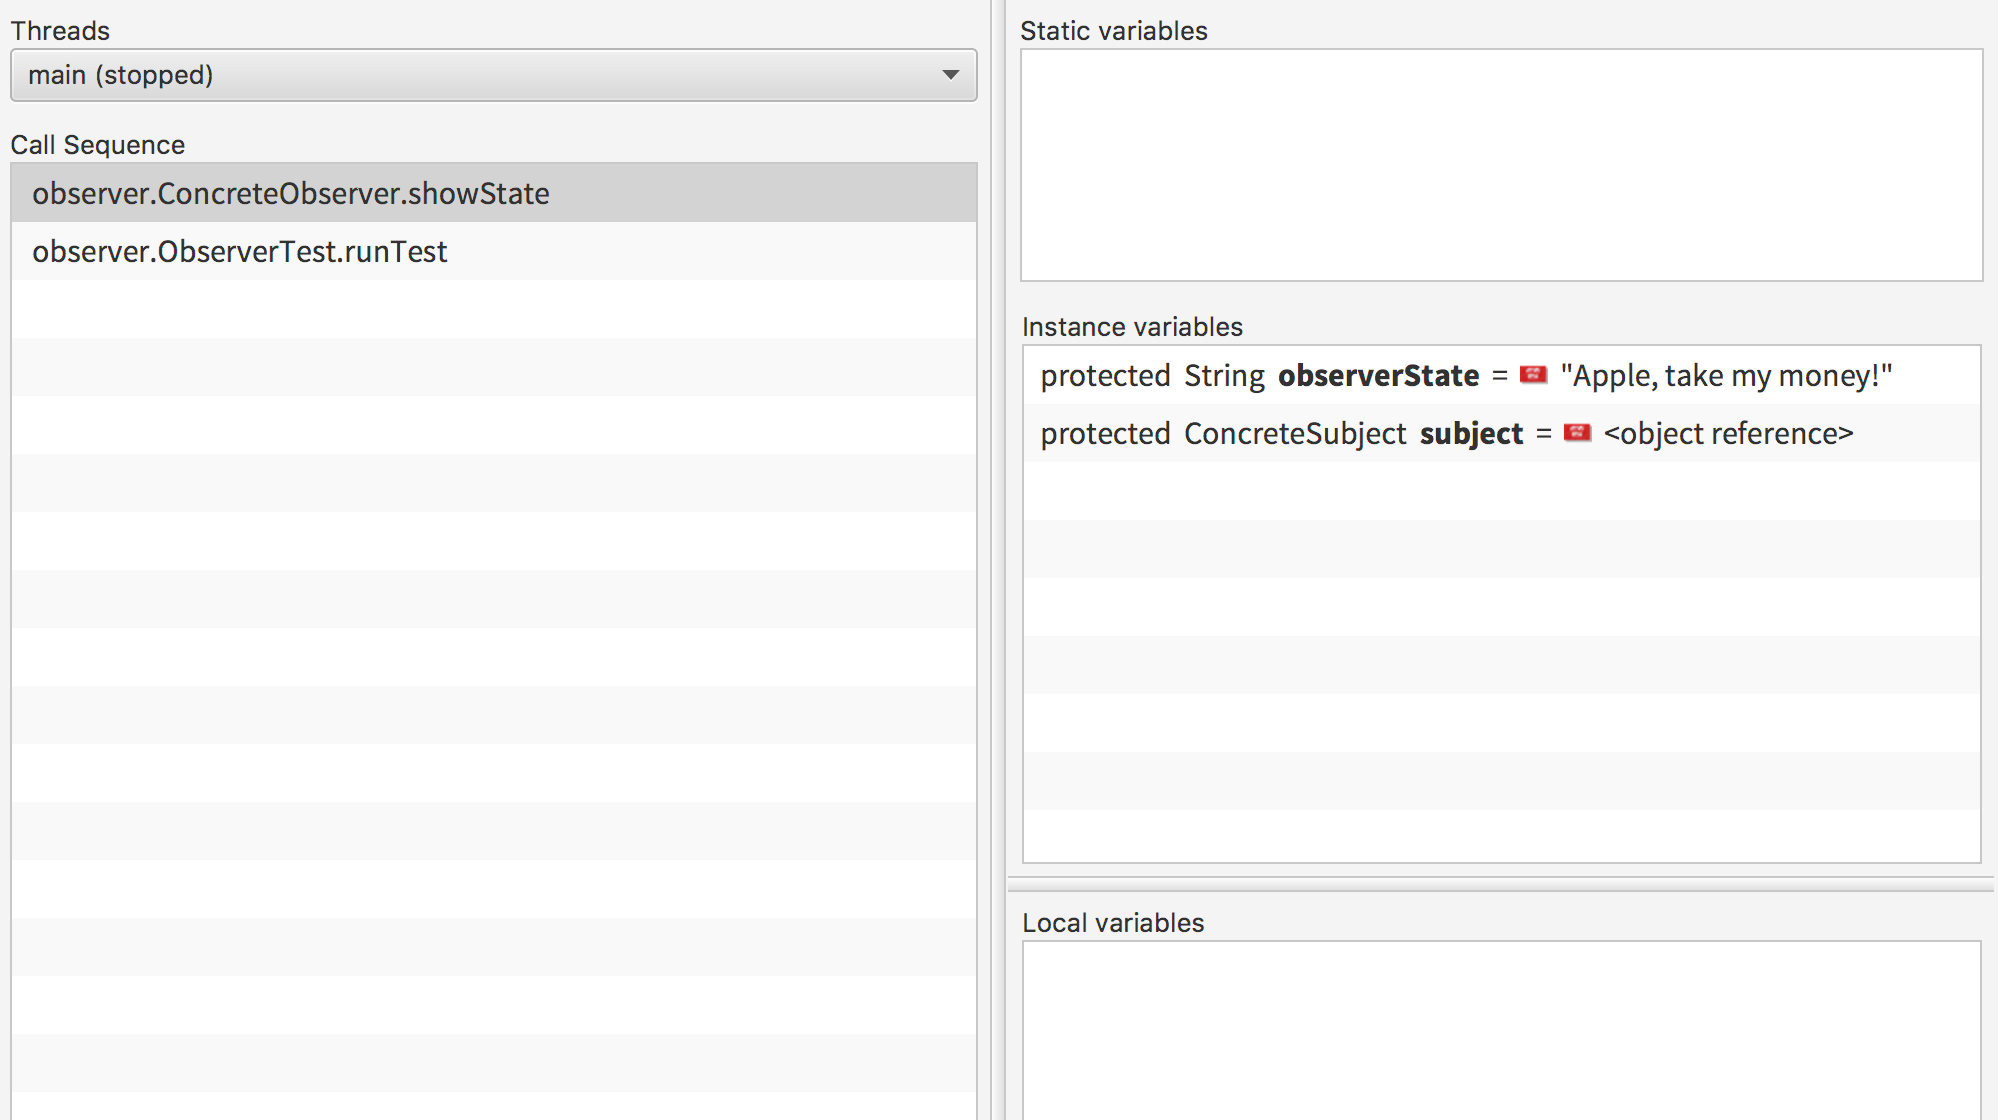 Threads
main (stopped)
Call Sequence
observer.ConcreteObserver.showState
observer.ObserverTest.runTest
Static variables
Instance variables
protected String observerState = "Apple, take my money!"
protected ConcreteSubject subject = <object reference>
Local variables